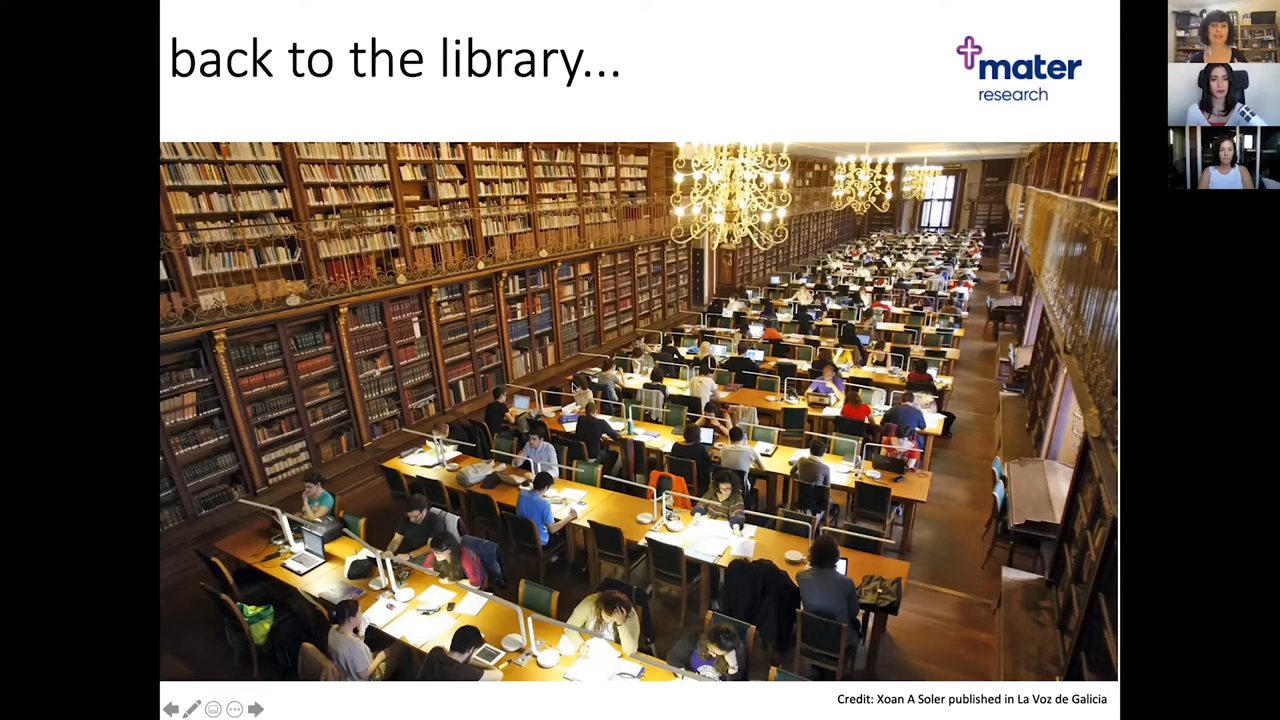 back to the library...
mater
research
Credit: Xoan A Soler published in La Voz de Galicia